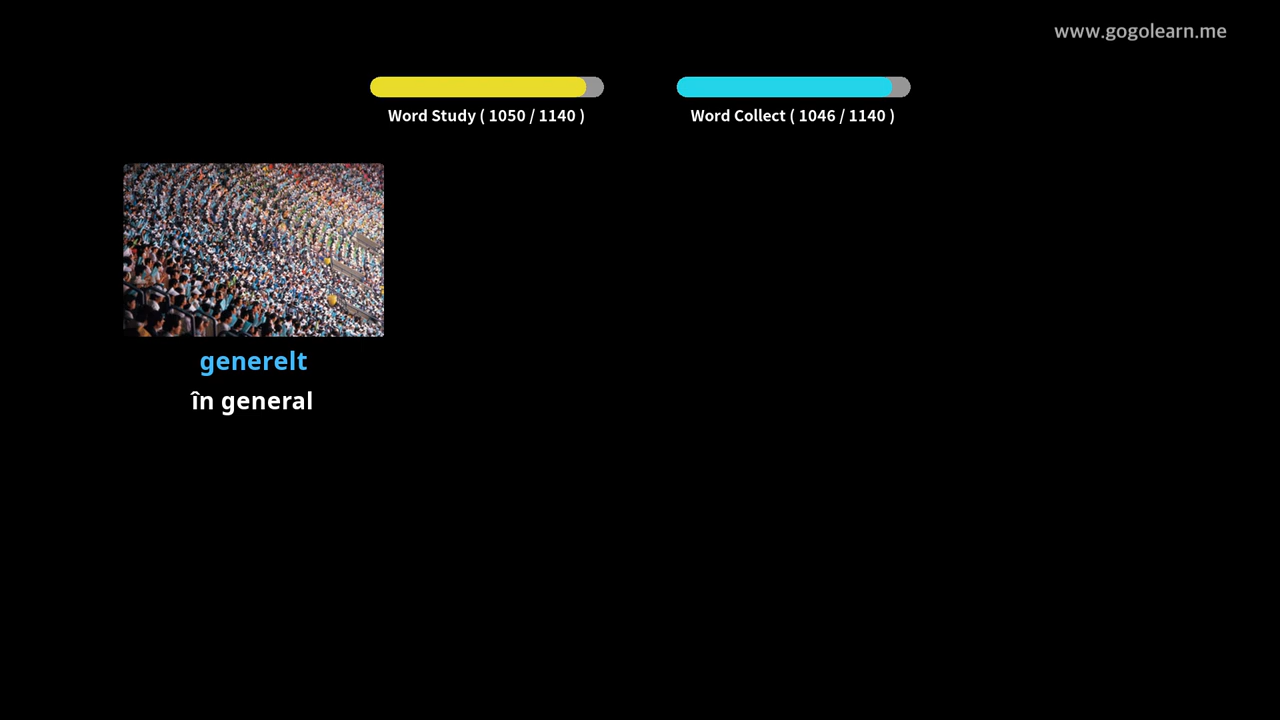 www.gogolearn.me
Word Study ( 1050 / 1140 )
Word Collect ( 1046 / 1140 )
generelt
în general